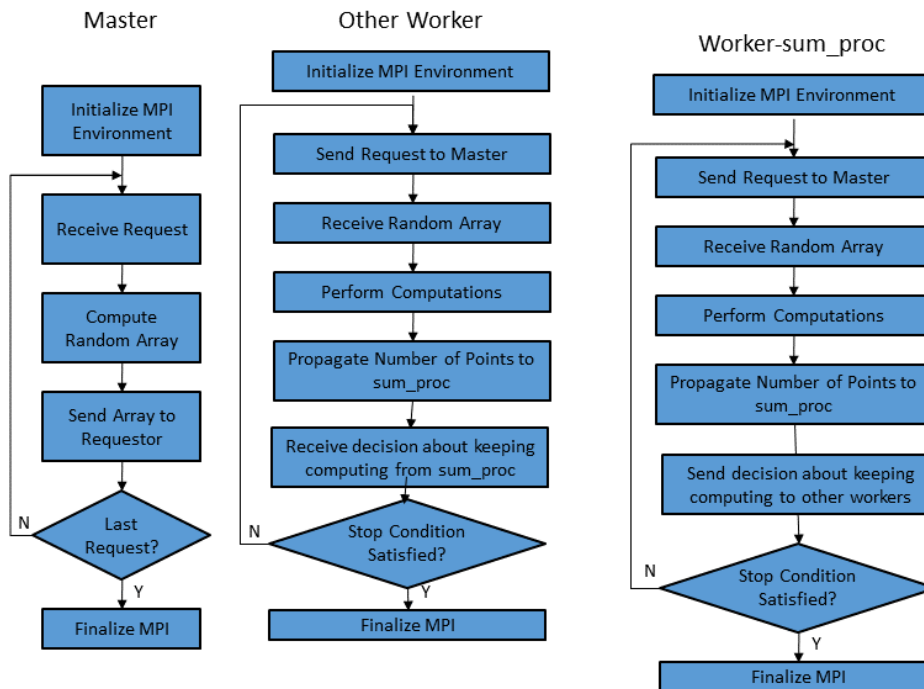 Master
Initialize MPI
Environment
Receive Request
Compute
Random Array
Send Array to
Requestor
Last
Request?
N
Y
Finalize MPI
Other Worker
Initialize MPI Environment
Send Request to Master
Receive Random Array
Perform Computations
Propagate Number of Points to
sum_proc
Receive decision about keeping
computing from sum_proc
Stop Condition
Satisfied?
N
Y
Finalize MPI
Worker-sum_proc
Initialize MPI Environment
Send Request to Master
Receive Random Array
Perform Computations
Propagate Number of Points to
sum_proc
Send decision about keeping
computing to other workers
Stop Condition
Satisfied?
N
Y
Finalize MPI